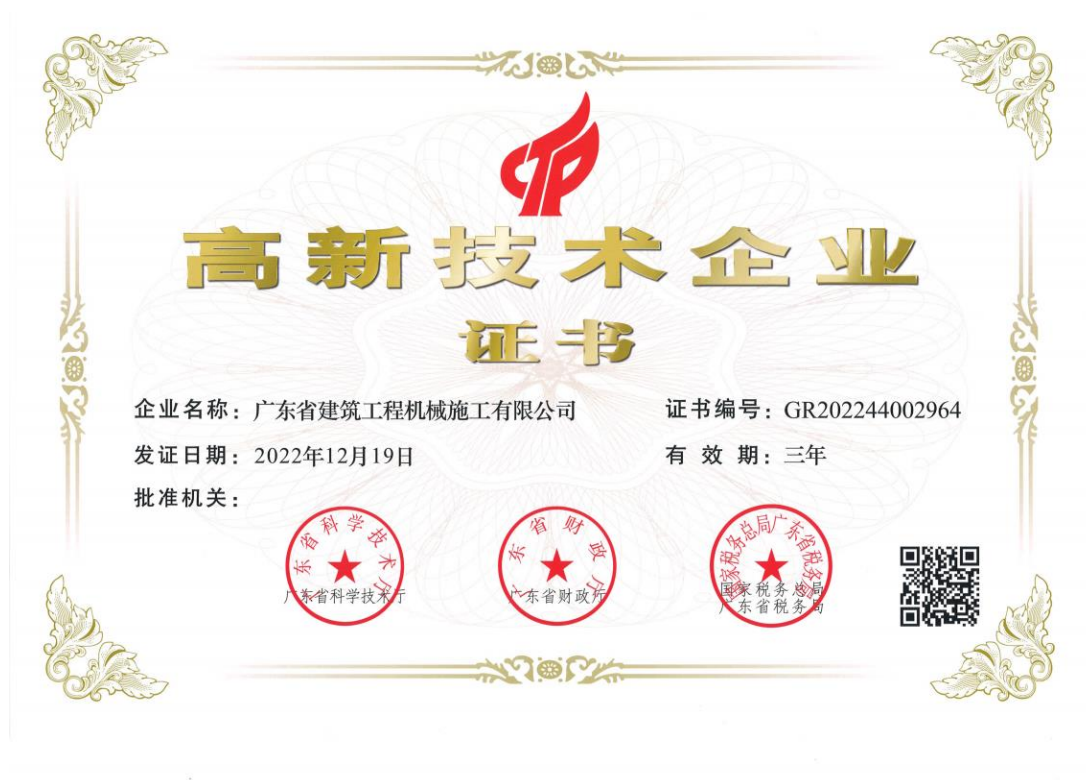 高新技术企业
证书
企业名称：广东省建筑工程机械施工有限公司 证书编号：GR202244002964
发证日期：2022年12月19日 有效期：三年
批准机关：
广东省科学技术厅 广东省财政厅 国家税务总局广东省税务局
广东省科学技术厅 广东省财政厅 国家税务总局
广东省税务局